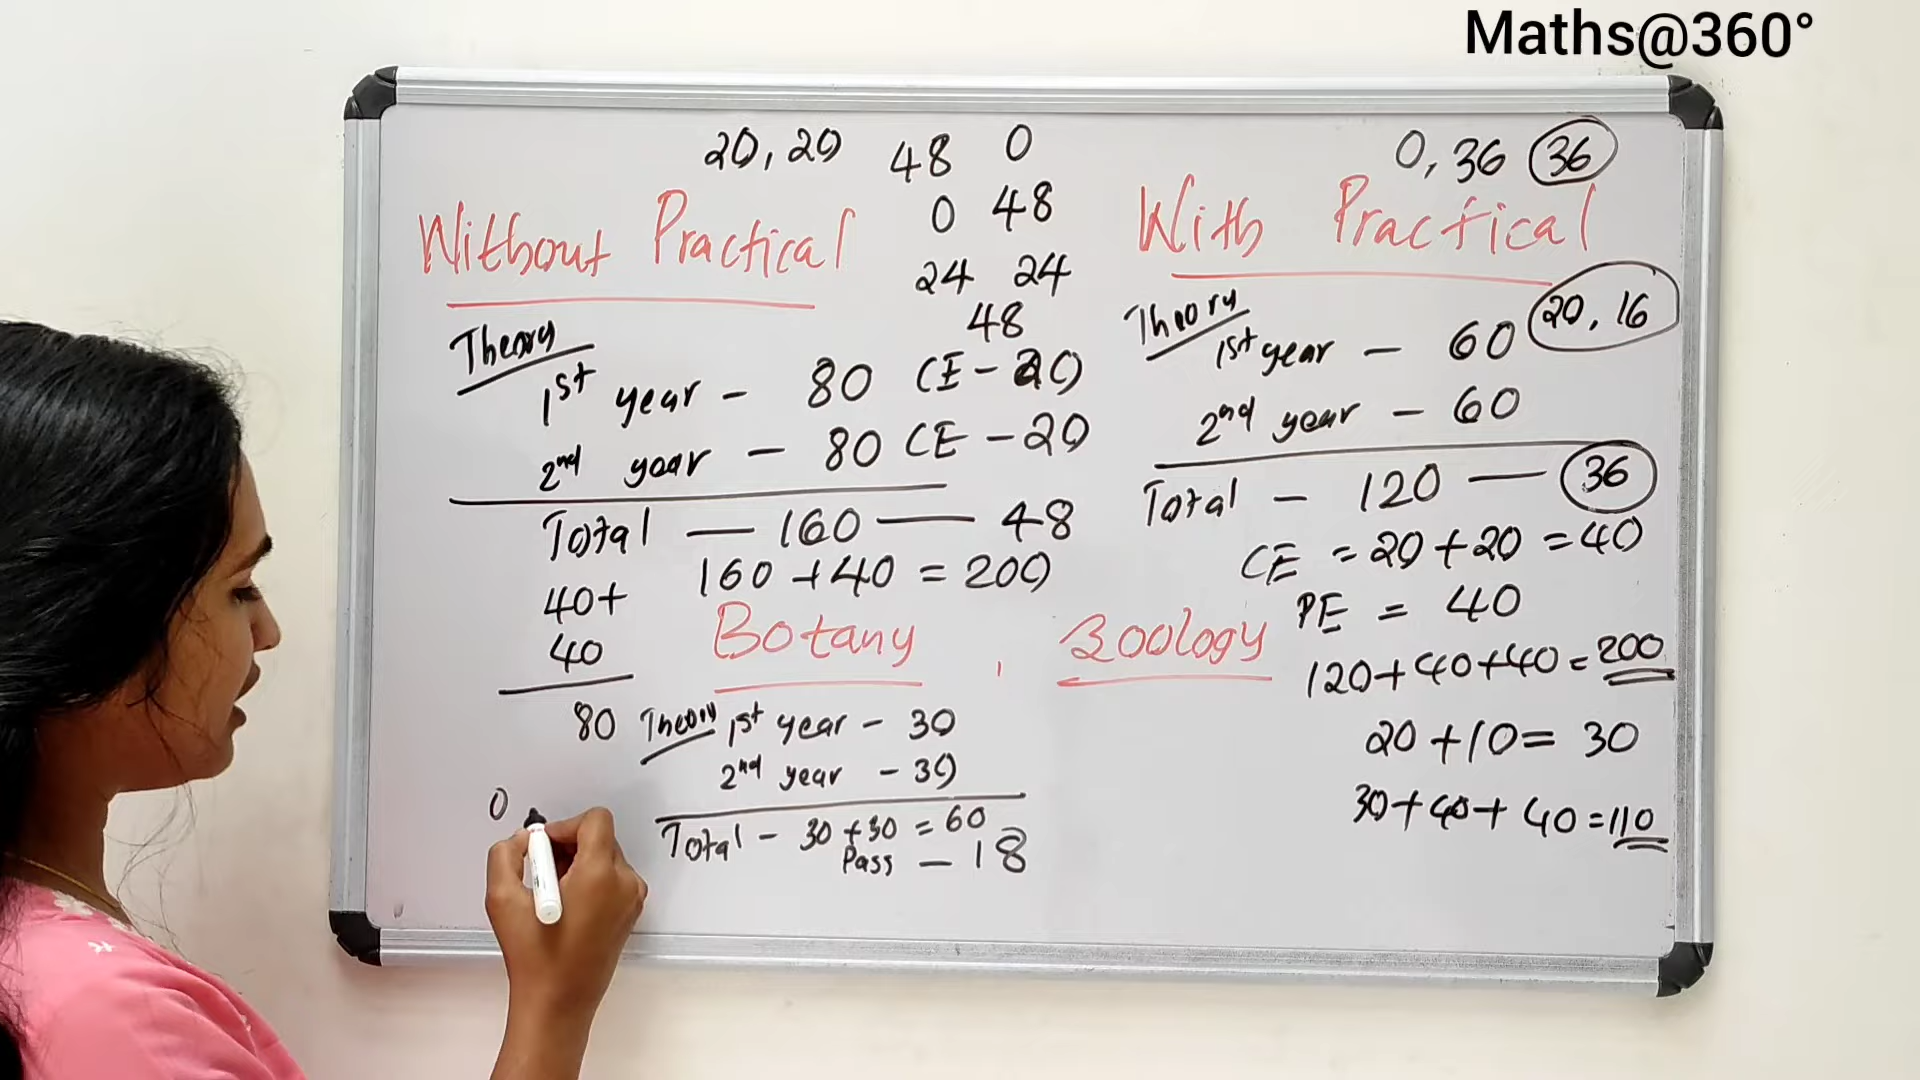 Maths@360°
20, 20 48 0
0 48
24 24
48
Without Practical
Theory
1st year - 80 CE - 20
2nd year - 80 CE - 20
Total - 160 - 48
160 + 40 = 200
40+
40
80
0
0, 36 36
With Practical
Theory
20, 16
1st year - 60
2nd year - 60
Total - 120 - 36
CE = 20 + 20 = 40
PE = 40
120 + 40 + 40 = 200
20 + 10 = 30
30 + 40 + 40 = 110
Botany, Zoology
Theory 1st year - 30
2nd year - 30
Total - 30 + 30 = 60
Pass - 18